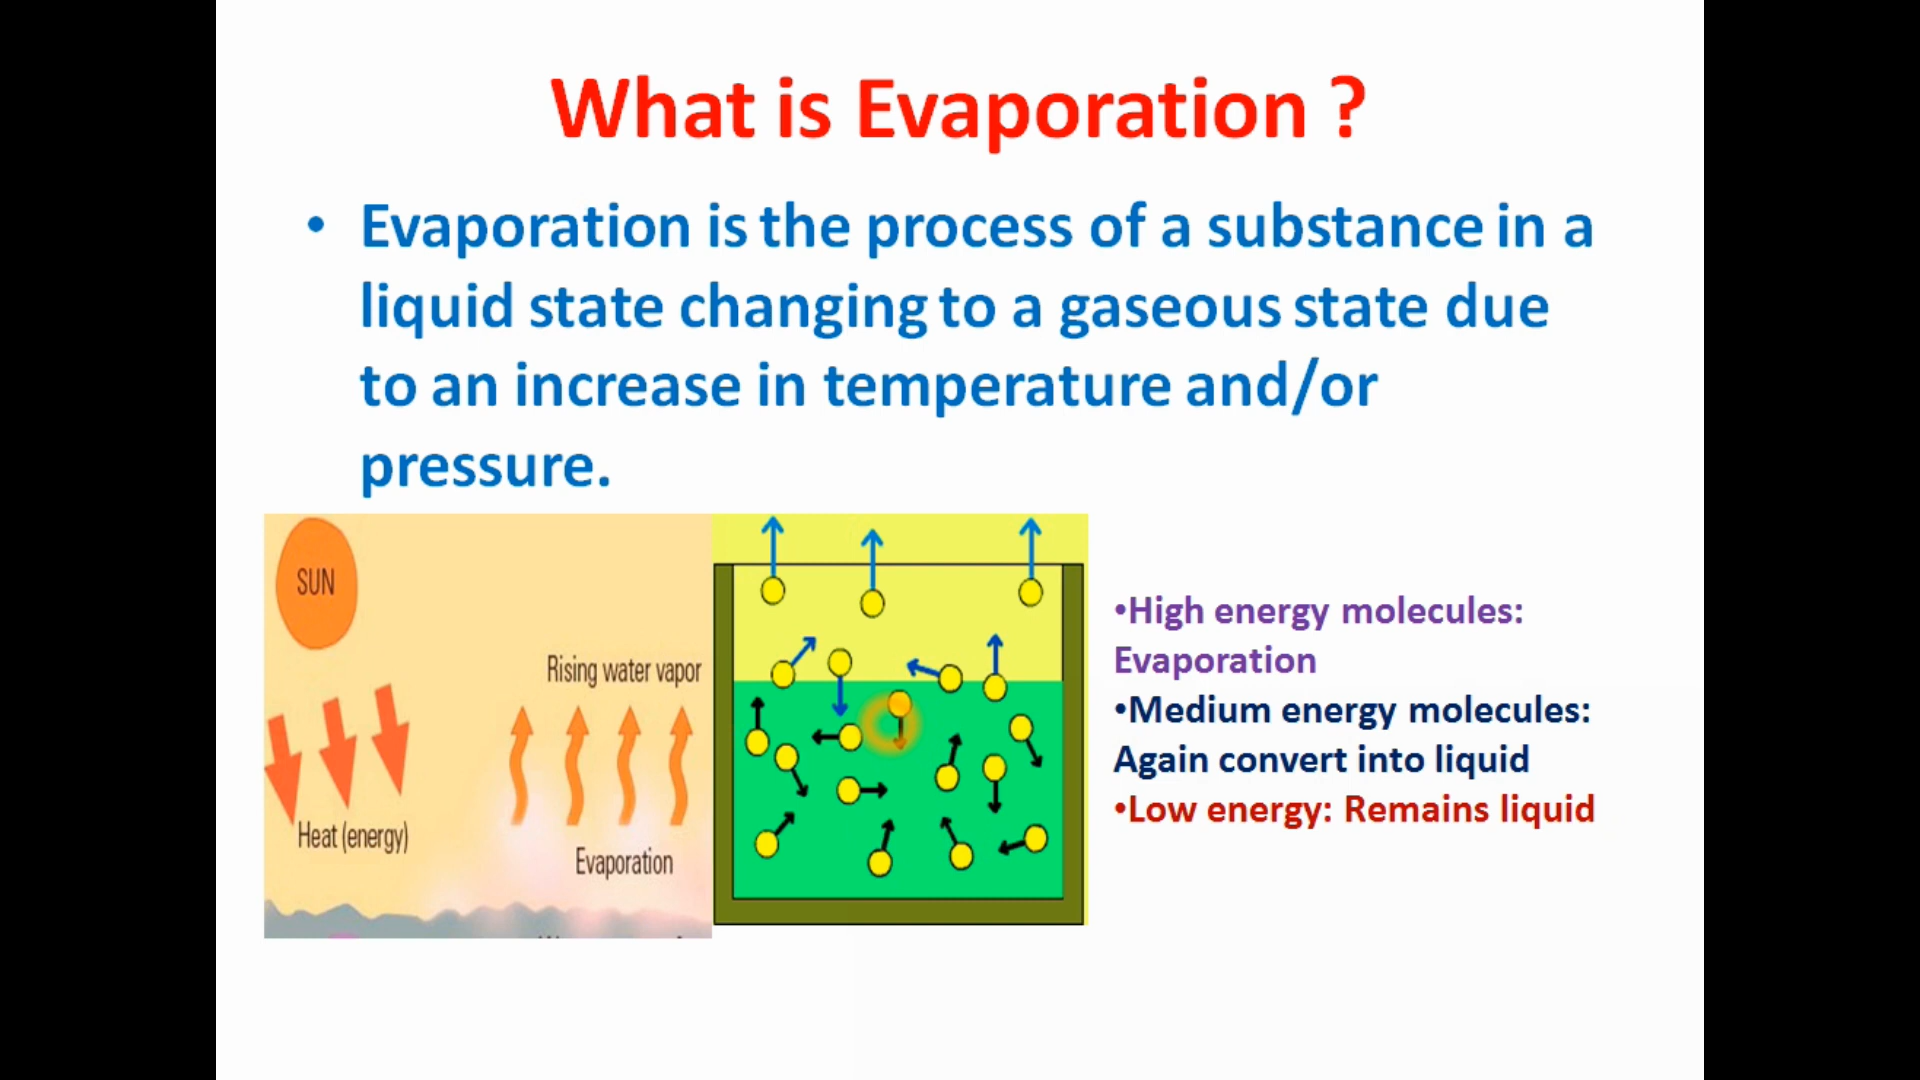 What is Evaporation ?
• Evaporation is the process of a substance in a
liquid state changing to a gaseous state due
to an increase in temperature and/or
pressure.
SUN
Rising water vapor
Heat (energy)
Evaporation
•High energy molecules:
Evaporation
•Medium energy molecules:
Again convert into liquid
•Low energy: Remains liquid